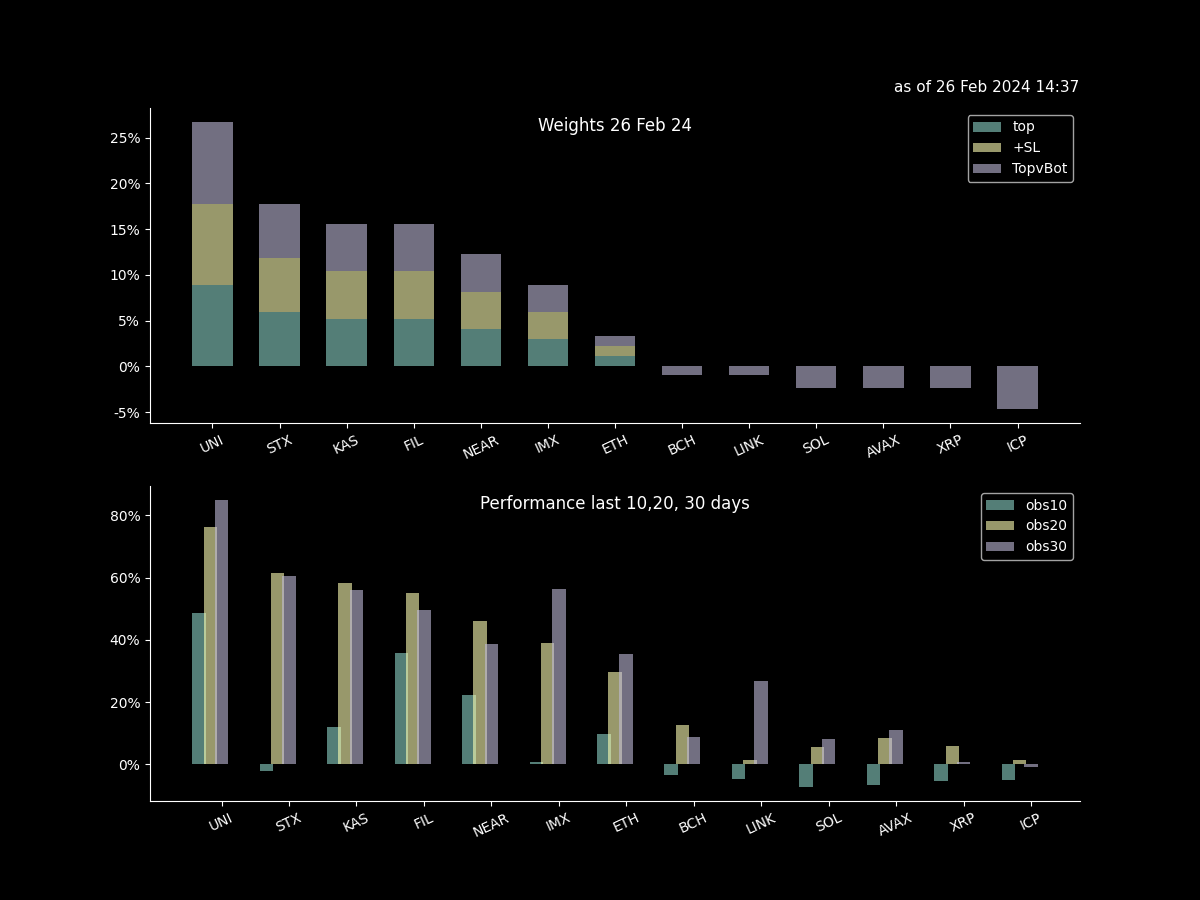 as of 26 Feb 2024 14:37
Weights 26 Feb 24
top
+SL
TopvBot
25%
20%
15%
10%
5%
0%
-5%
UNI STX KAS FIL NEAR IMX ETH BCH LINK SOL AVAX XRP ICP
Performance last 10,20, 30 days
obs10
obs20
obs30
80%
60%
40%
20%
0%
UNI STX KAS FIL NEAR IMX ETH BCH LINK SOL AVAX XRP ICP